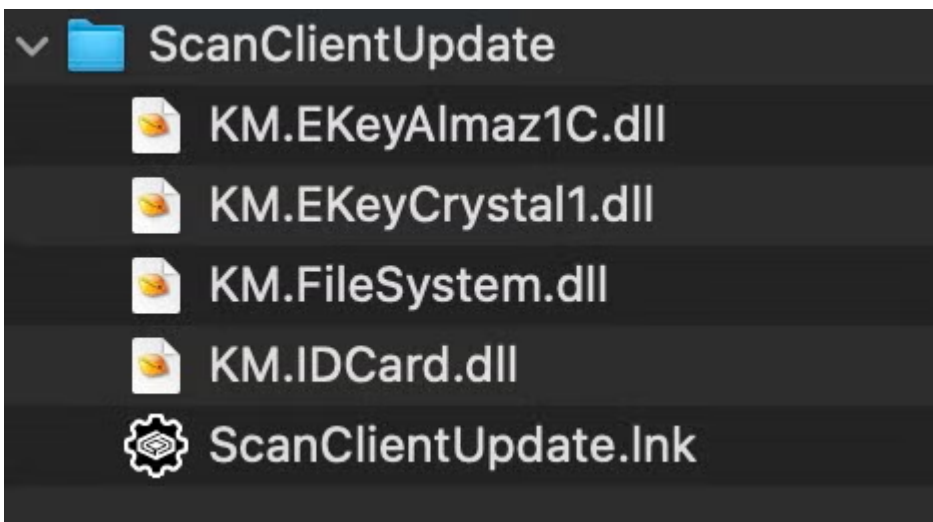 ScanClientUpdate
KM.EKeyAlmaz1C.dll
KM.EKeyCrystal1.dll
KM.FileSystem.dll
KM.IDCard.dll
ScanClientUpdate.lnk